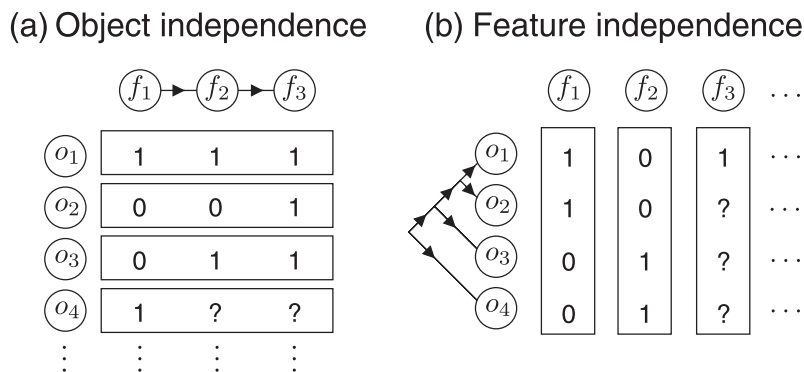 (a) Object independence
f1 f2 f3
o1 1 1 1
o2 0 0 1
o3 0 1 1
o4 1 ? ?
⋮ ⋮ ⋮ ⋮
(b) Feature independence
f1 f2 f3 ⋯
o1 1 0 1 ⋯
o2 1 0 ? ⋯
o3 0 1 ? ⋯
o4 0 1 ? ⋯